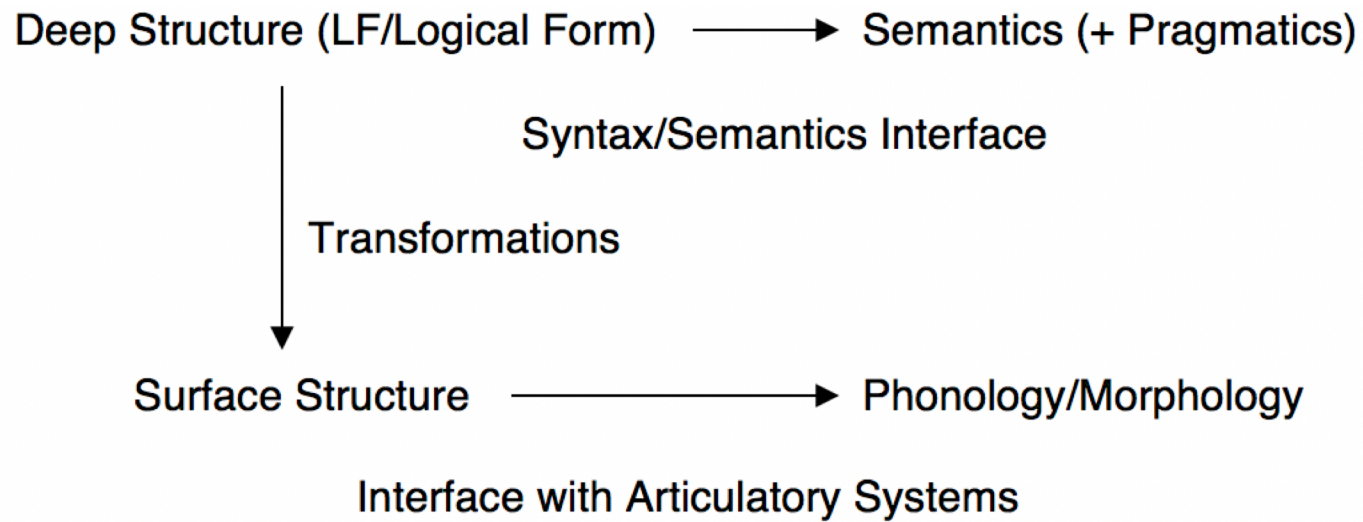 Deep Structure (LF/Logical Form) Semantics (+ Pragmatics)
Syntax/Semantics Interface
Transformations
Surface Structure Phonology/Morphology
Interface with Articulatory Systems